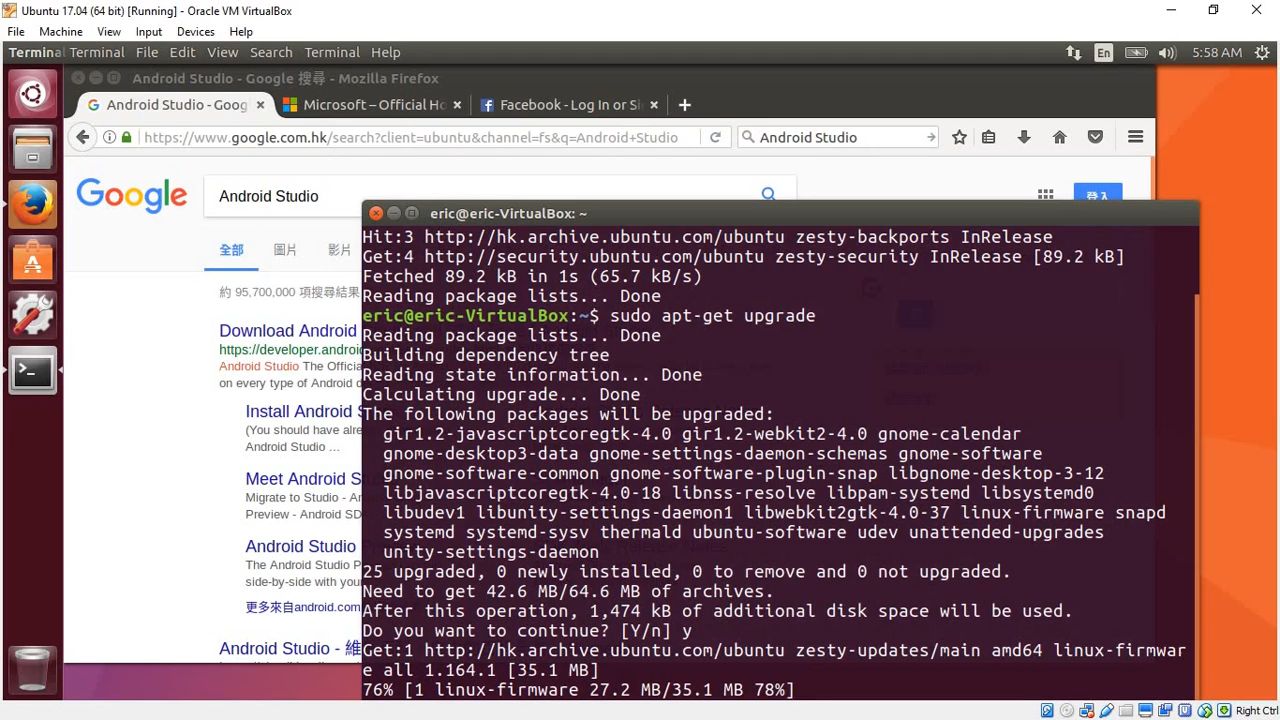 Ubuntu 17.04 (64 bit) [Running] - Oracle VM VirtualBox
File Machine View Input Devices Help
Terminal Terminal File Edit View Search Terminal Help En 5:58 AM
Android Studio - Google 搜尋 - Mozilla Firefox
Android Studio - Goog Microsoft – Official Ho Facebook - Log In or Si
https://www.google.com.hk/search?client=ubuntu&channel=fs&q=Android+Studio Android Studio
Google Android Studio 登入
全部 圖片 影片
約 95,700,000 項搜尋結果
Download Android
https://developer.android
Android Studio The Official
on every type of Android d
Install Android S
(You should have alrea
Android Studio.
Meet Android S
Migrate to Studio - An
Preview - Android SD
Android Studio
The Android Studio P
side-by-side with your
更多來自android.com
Android Studio - 維
eric@eric-VirtualBox: ~
Hit:3 http://hk.archive.ubuntu.com/ubuntu zesty-backports InRelease
Get:4 http://security.ubuntu.com/ubuntu zesty-security InRelease [89.2 kB]
Fetched 89.2 kB in 1s (65.7 kB/s)
Reading package lists... Done
eric@eric-VirtualBox:~$ sudo apt-get upgrade
Reading package lists... Done
Building dependency tree
Reading state information... Done
Calculating upgrade... Done
The following packages will be upgraded:
gir1.2-javascriptcoregtk-4.0 gir1.2-webkit2-4.0 gnome-calendar
gnome-desktop3-data gnome-settings-daemon-schemas gnome-software
gnome-software-common gnome-software-plugin-snap libgnome-desktop-3-12
libjavascriptcoregtk-4.0-18 libnss-resolve libpam-systemd libsystemd0
libudev1 libunity-settings-daemon1 libwebkit2gtk-4.0-37 linux-firmware snapd
systemd systemd-sysv thermald ubuntu-software udev unattended-upgrades
unity-settings-daemon
25 upgraded, 0 newly installed, 0 to remove and 0 not upgraded.
Need to get 42.6 MB/64.6 MB of archives.
After this operation, 1,474 kB of additional disk space will be used.
Do you want to continue? [Y/n] y
Get:1 http://hk.archive.ubuntu.com/ubuntu zesty-updates/main amd64 linux-firmwar
e all 1.164.1 [35.1 MB]
76% [1 linux-firmware 27.2 MB/35.1 MB 78%]
Right Ctrl